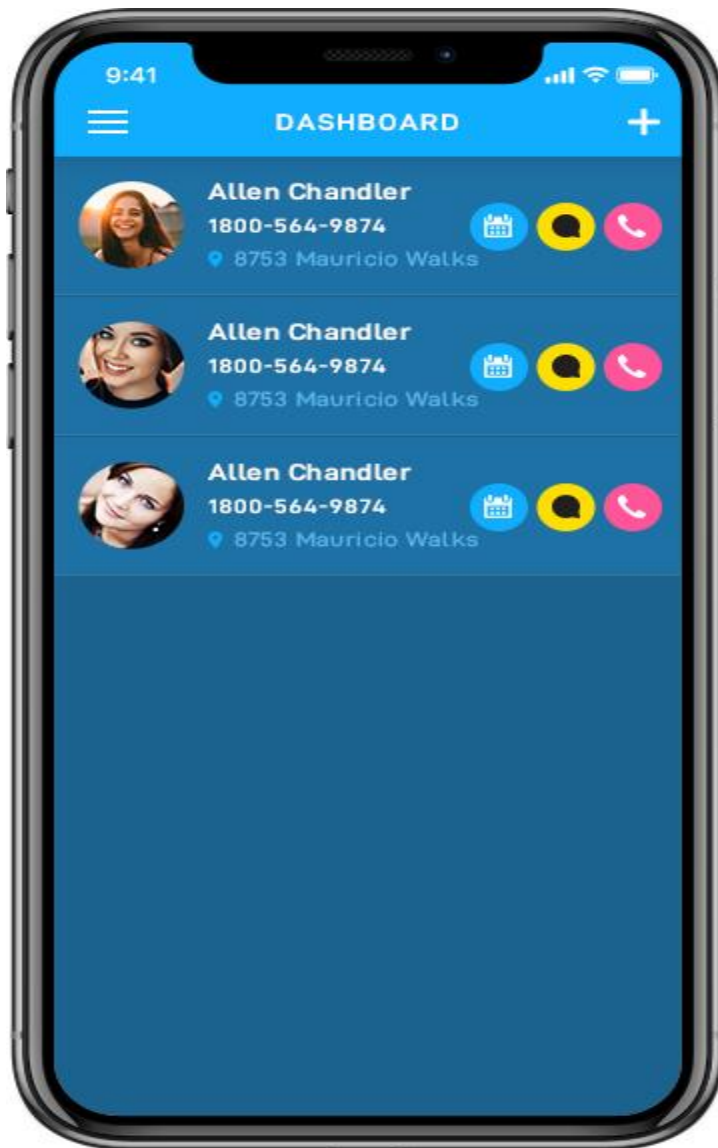 9:41
DASHBOARD
Allen Chandler
1800-564-9874
8753 Mauricio Walks
Allen Chandler
1800-564-9874
8753 Mauricio Walks
Allen Chandler
1800-564-9874
8753 Mauricio Walks